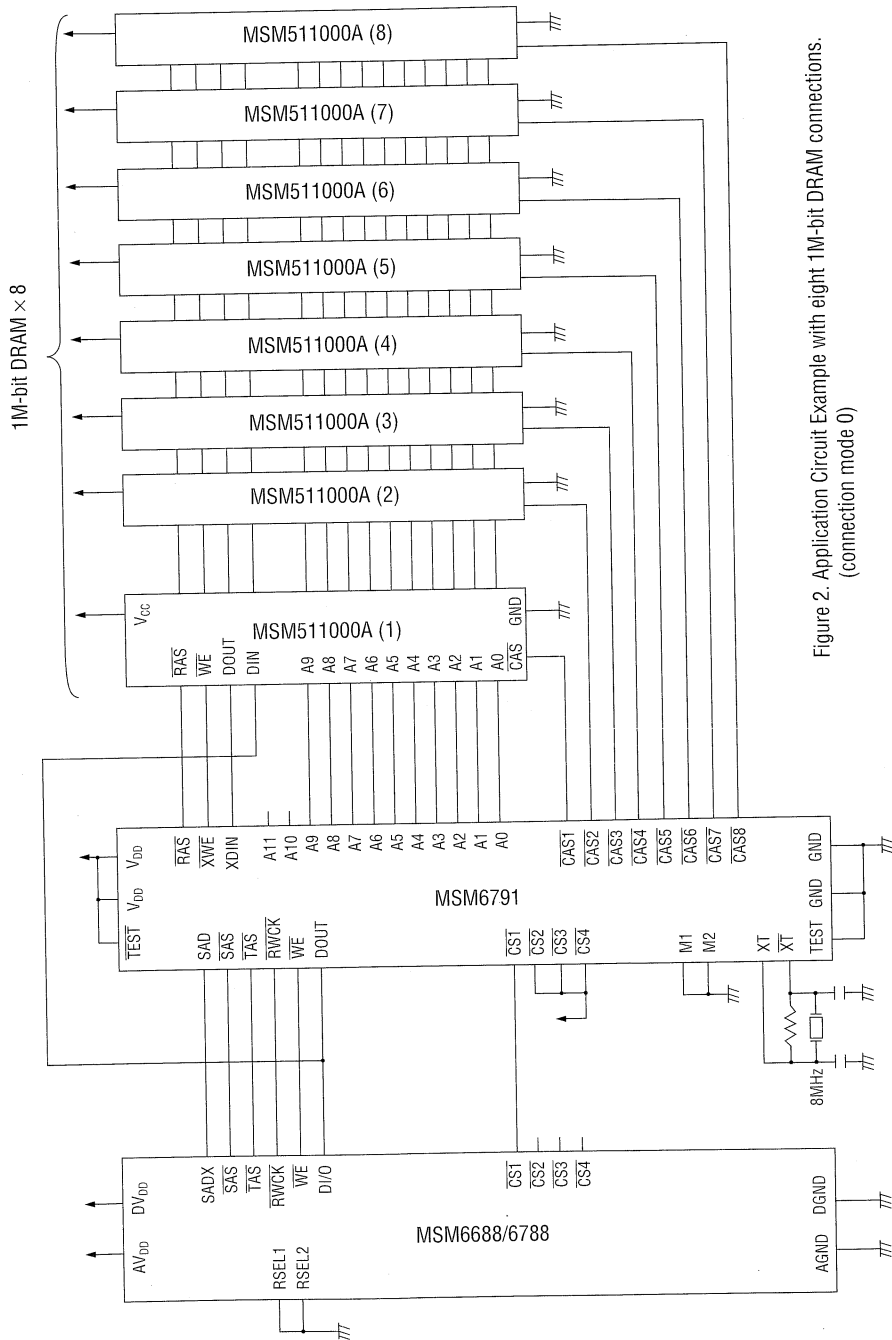 1M-bit DRAM × 8
MSM511000A (8)
MSM511000A (7)
MSM511000A (6)
MSM511000A (5)
MSM511000A (4)
MSM511000A (3)
MSM511000A (2)
MSM511000A (1)
VCC
GND
RAS
WE
DOUT
DIN
A9
A8
A7
A6
A5
A4
A3
A2
A1
A0
CAS
MSM6791
TEST
VDD
VDD
RAS
XWE
XDIN
A11
A10
A9
A8
A7
A6
A5
A4
A3
A2
A1
A0
CAS1
CAS2
CAS3
CAS4
CAS5
CAS6
CAS7
CAS8
SAD
SAS
TAS
RWCK
WE
DOUT
CS1
CS2
CS3
CS4
M1
M2
XT
XT
TEST
GND
GND
8MHz
MSM6688/6788
AVDD
DVDD
SADX
SAS
TAS
RWCK
WE
DI/O
CS1
CS2
CS3
CS4
RSEL1
RSEL2
AGND
DGND
Figure 2. Application Circuit Example with eight 1M-bit DRAM connections.
(connection mode 0)